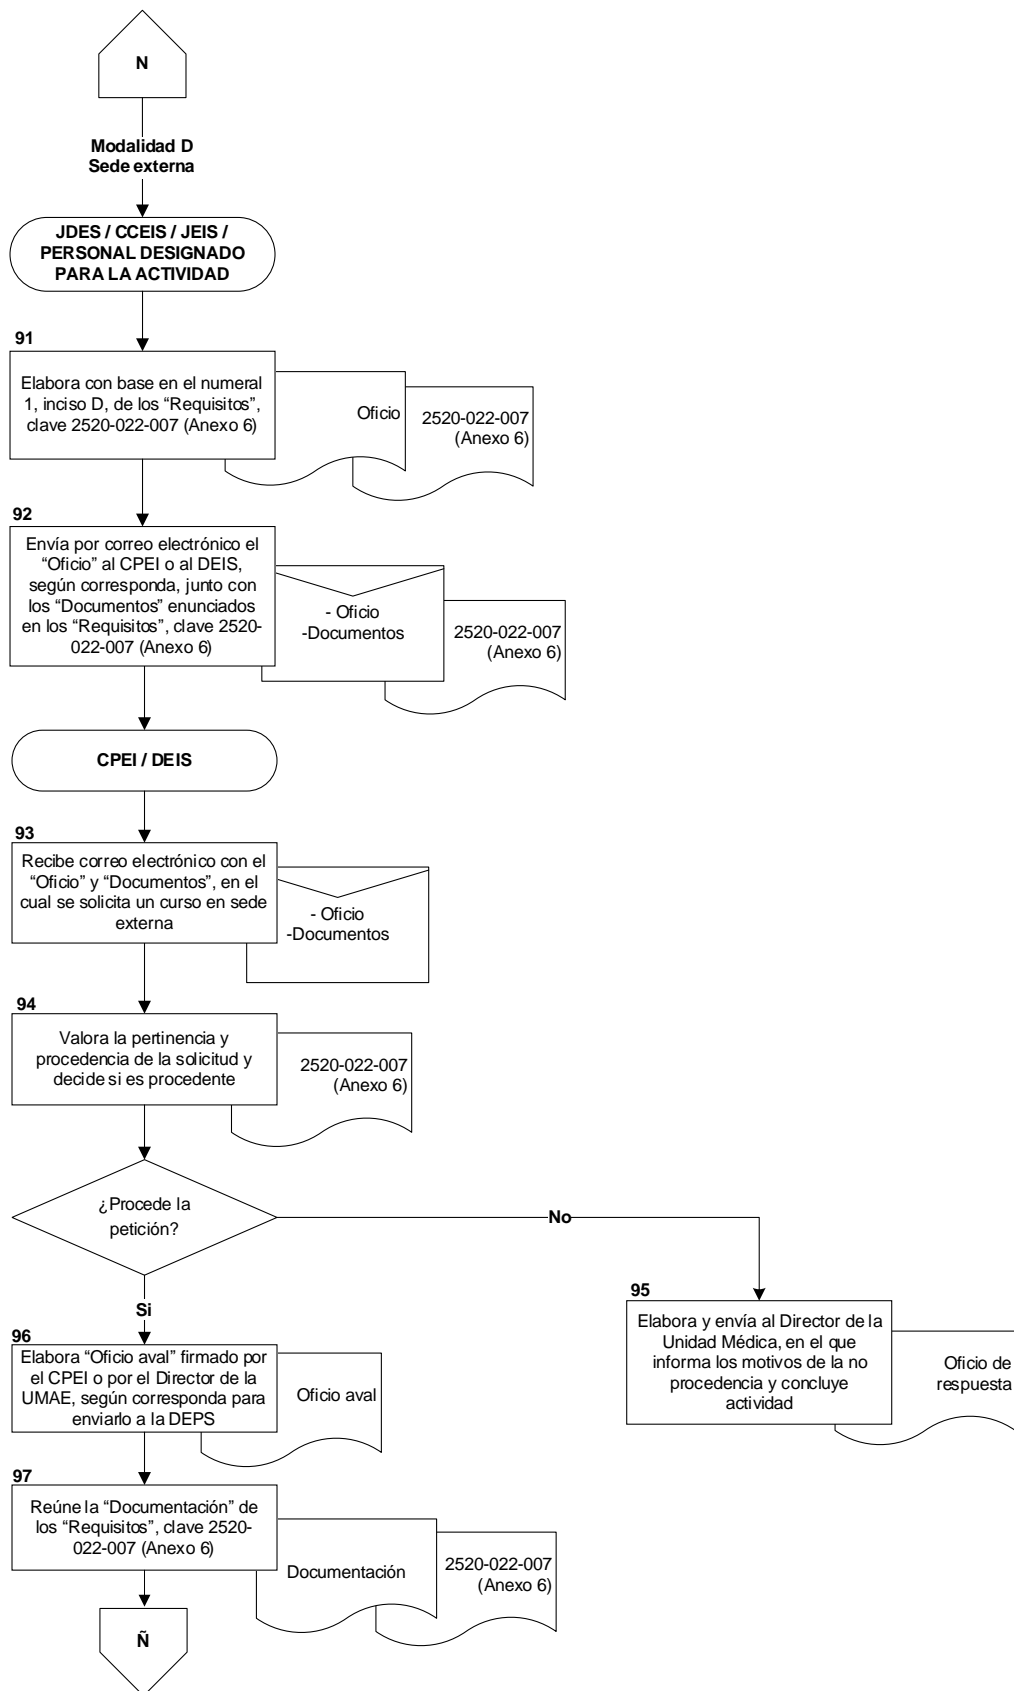 N
Modalidad D
Sede externa
JDES / CCEIS / JEIS /
PERSONAL DESIGNADO
PARA LA ACTIVIDAD
91
Elabora con base en el numeral
1, inciso D, de los “Requisitos”,
clave 2520-022-007 (Anexo 6)
Oficio
2520-022-007
(Anexo 6)
92
Envía por correo electrónico el
“Oficio” al CPEI o al DEIS,
según corresponda, junto con
los “Documentos” enunciados
en los “Requisitos”, clave 2520-
022-007 (Anexo 6)
- Oficio
-Documentos
2520-022-007
(Anexo 6)
CPEI / DEIS
93
Recibe correo electrónico con el
“Oficio” y “Documentos”, en el
cual se solicita un curso en sede
externa
- Oficio
-Documentos
94
Valora la pertinencia y
procedencia de la solicitud y
decide si es procedente
2520-022-007
(Anexo 6)
¿Procede la
petición?
No
Si
95
Elabora y envía al Director de la
Unidad Médica, en el que
informa los motivos de la no
procedencia y concluye
actividad
Oficio de
respuesta
96
Elabora “Oficio aval” firmado por
el CPEI o por el Director de la
UMAE, según corresponda para
enviarlo a la DEPS
Oficio aval
97
Reúne la “Documentación” de
los “Requisitos”, clave 2520-
022-007 (Anexo 6)
Documentación
2520-022-007
(Anexo 6)
Ñ